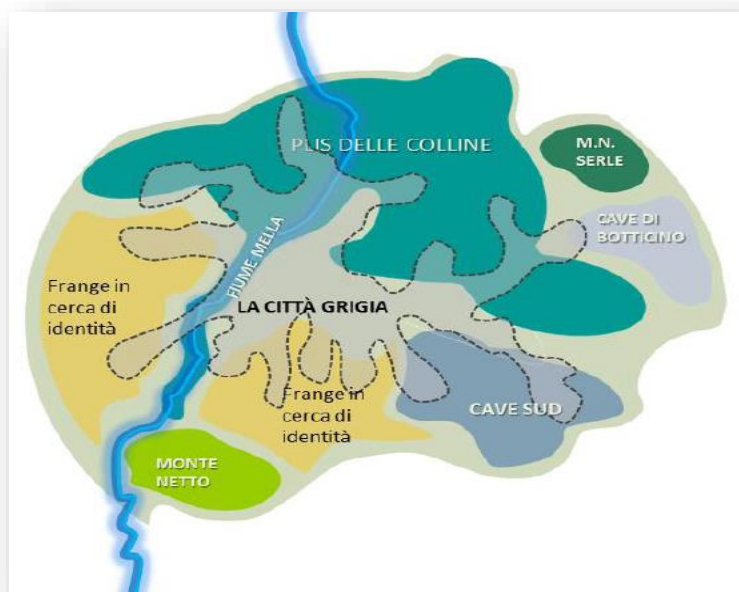 PLIS DELLE COLLINE
M.N.
SERLE
CAVE DI
BOTTICINO
FIUME MELLA
Frange in
cerca di
identità
LA CITTÀ GRIGIA
Frange in
cerca di
identità
CAVE SUD
MONTE
NETTO